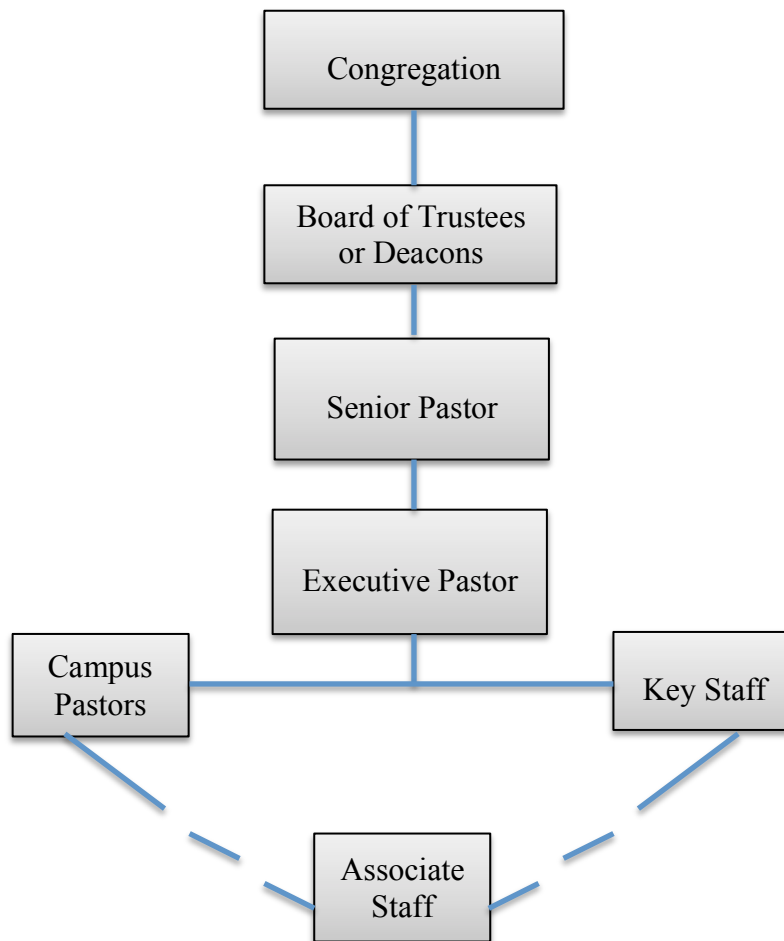 Congregation
Board of Trustees
or Deacons
Senior Pastor
Executive Pastor
Campus
Pastors
Key Staff
Associate
Staff